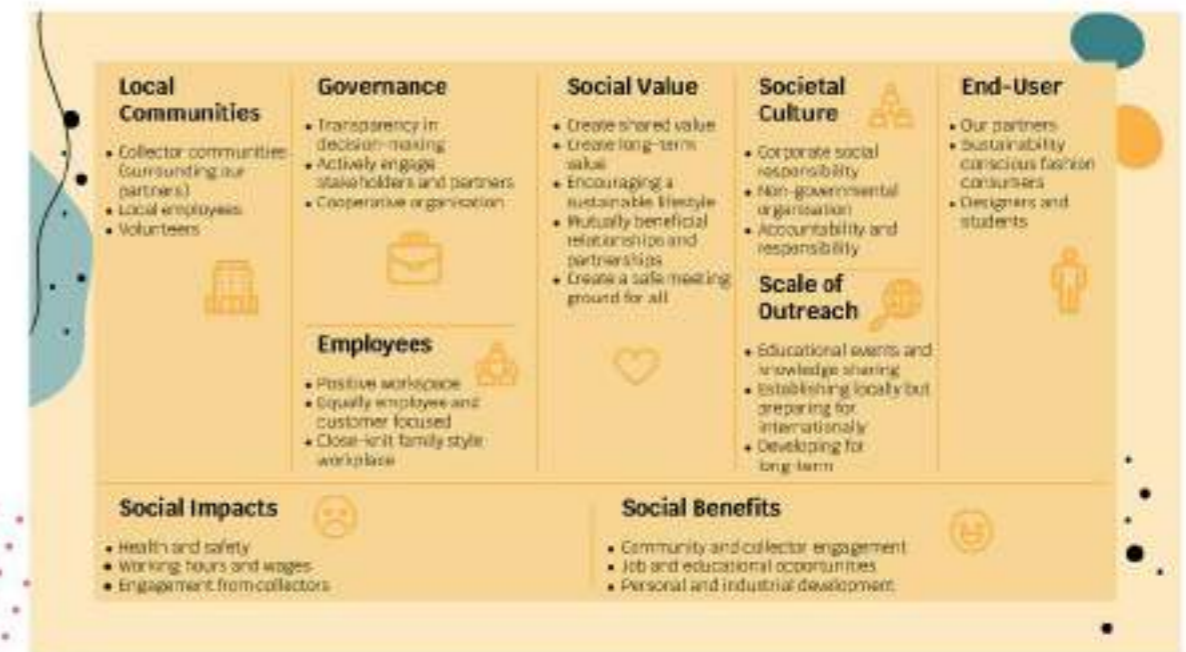 Local
Communities
• Collector communities
(surrounding our
partners)
• Local employees
• Volunteers
Governance
• Transparency in
decision-making
• Actively engage
stakeholders and partners
• Cooperative organisation
Employees
• Positive workspace
• Equally employee and
customer focused
• Close-knit family style
workplace
Social Value
• Create shared value
• Create long-term
value
• Encouraging a
sustainable lifestyle
• Mutually beneficial
relationships and
partnerships
• Create a safe meeting
ground for all
Societal
Culture
• Corporate social
responsibility
• Non-governmental
organisation
• Accountability and
responsibility
Scale of
Outreach
• Educational events and
knowledge sharing
• Establishing locally but
preparing for
internationally
• Developing for
long-term
End-User
• Our partners
• Sustainability
conscious fashion
consumers
• Designers and
students
Social Impacts
• Health and safety
• Working hours and wages
• Engagement from collectors
Social Benefits
• Community and collector engagement
• Job and educational opportunities
• Personal and industrial development